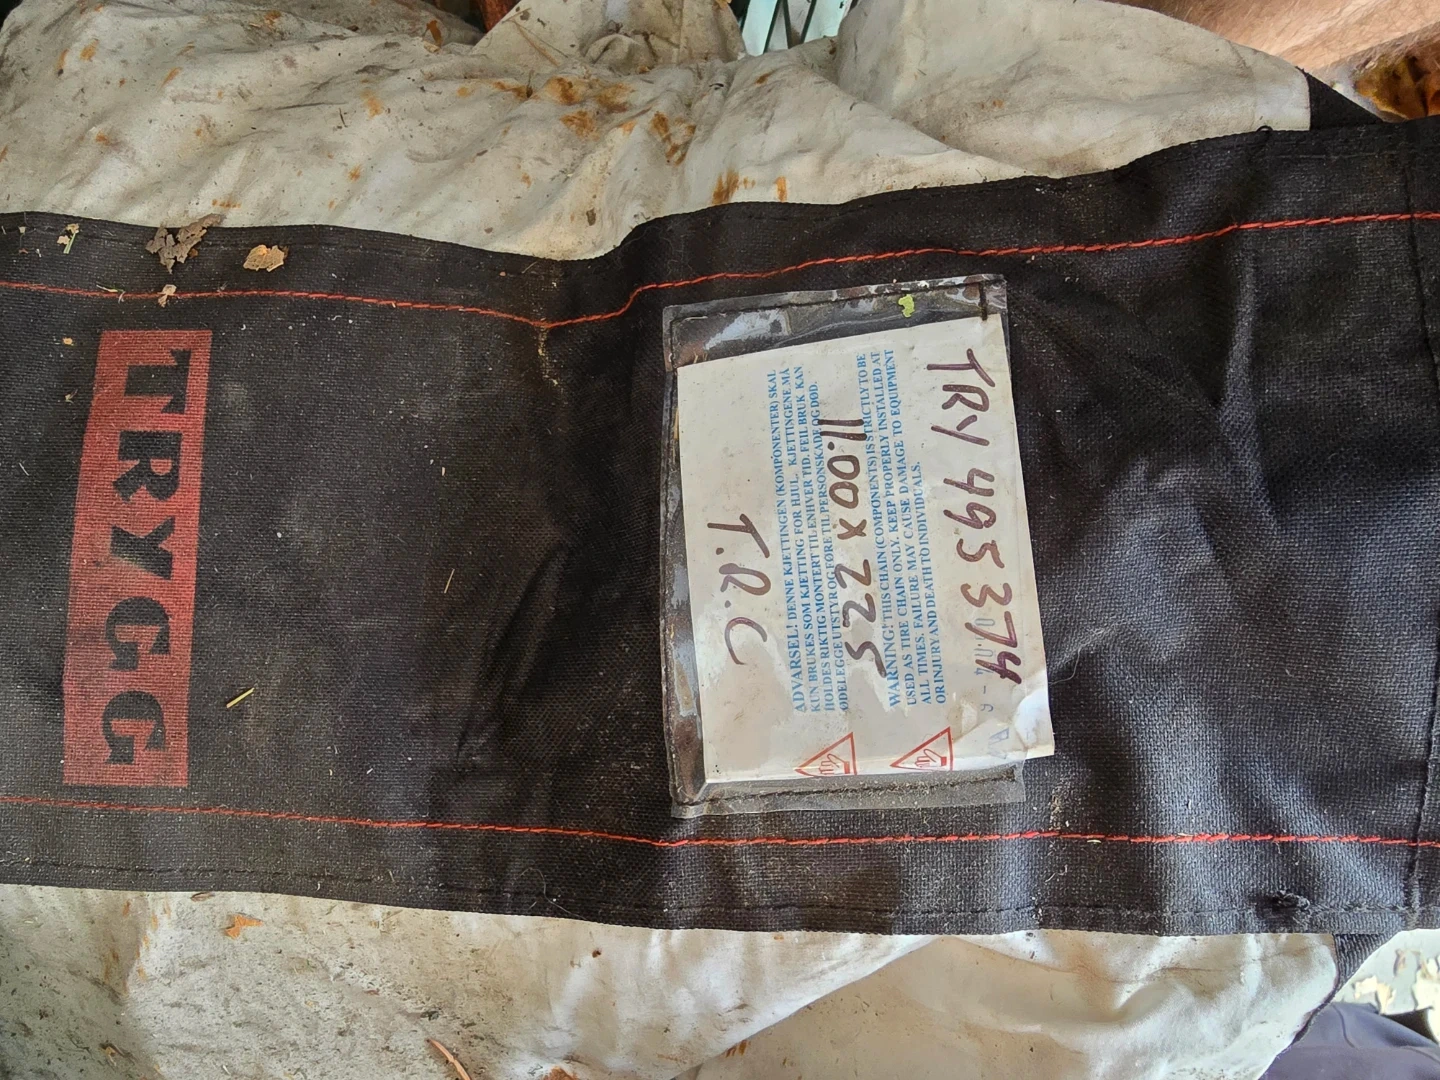 TRY 495374
11.00 x 225
T.R.C
ADVARSEL! DENNE KJETTINGEN (KOMPONENTER) SKAL
KUN BRUKES SOM KJETTING FOR HJUL. KJETTINGENE MÅ
HOLDES RIKTIG MONTERT TIL ENHVER TID. FEIL BRUK KAN
ØDELEGGE UTSTYR OG FØRE TIL PERSONSKADE OG DØD.
WARNING! THIS CHAIN (COMPONENTS) IS STRICTLY TO BE
USED AS TIRE CHAIN ONLY. KEEP PROPERLY INSTALLED AT
ALL TIMES. FAILURE MAY CAUSE DAMAGE TO EQUIPMENT
OR INJURY AND DEATH TO INDIVIDUALS.
TRYGG